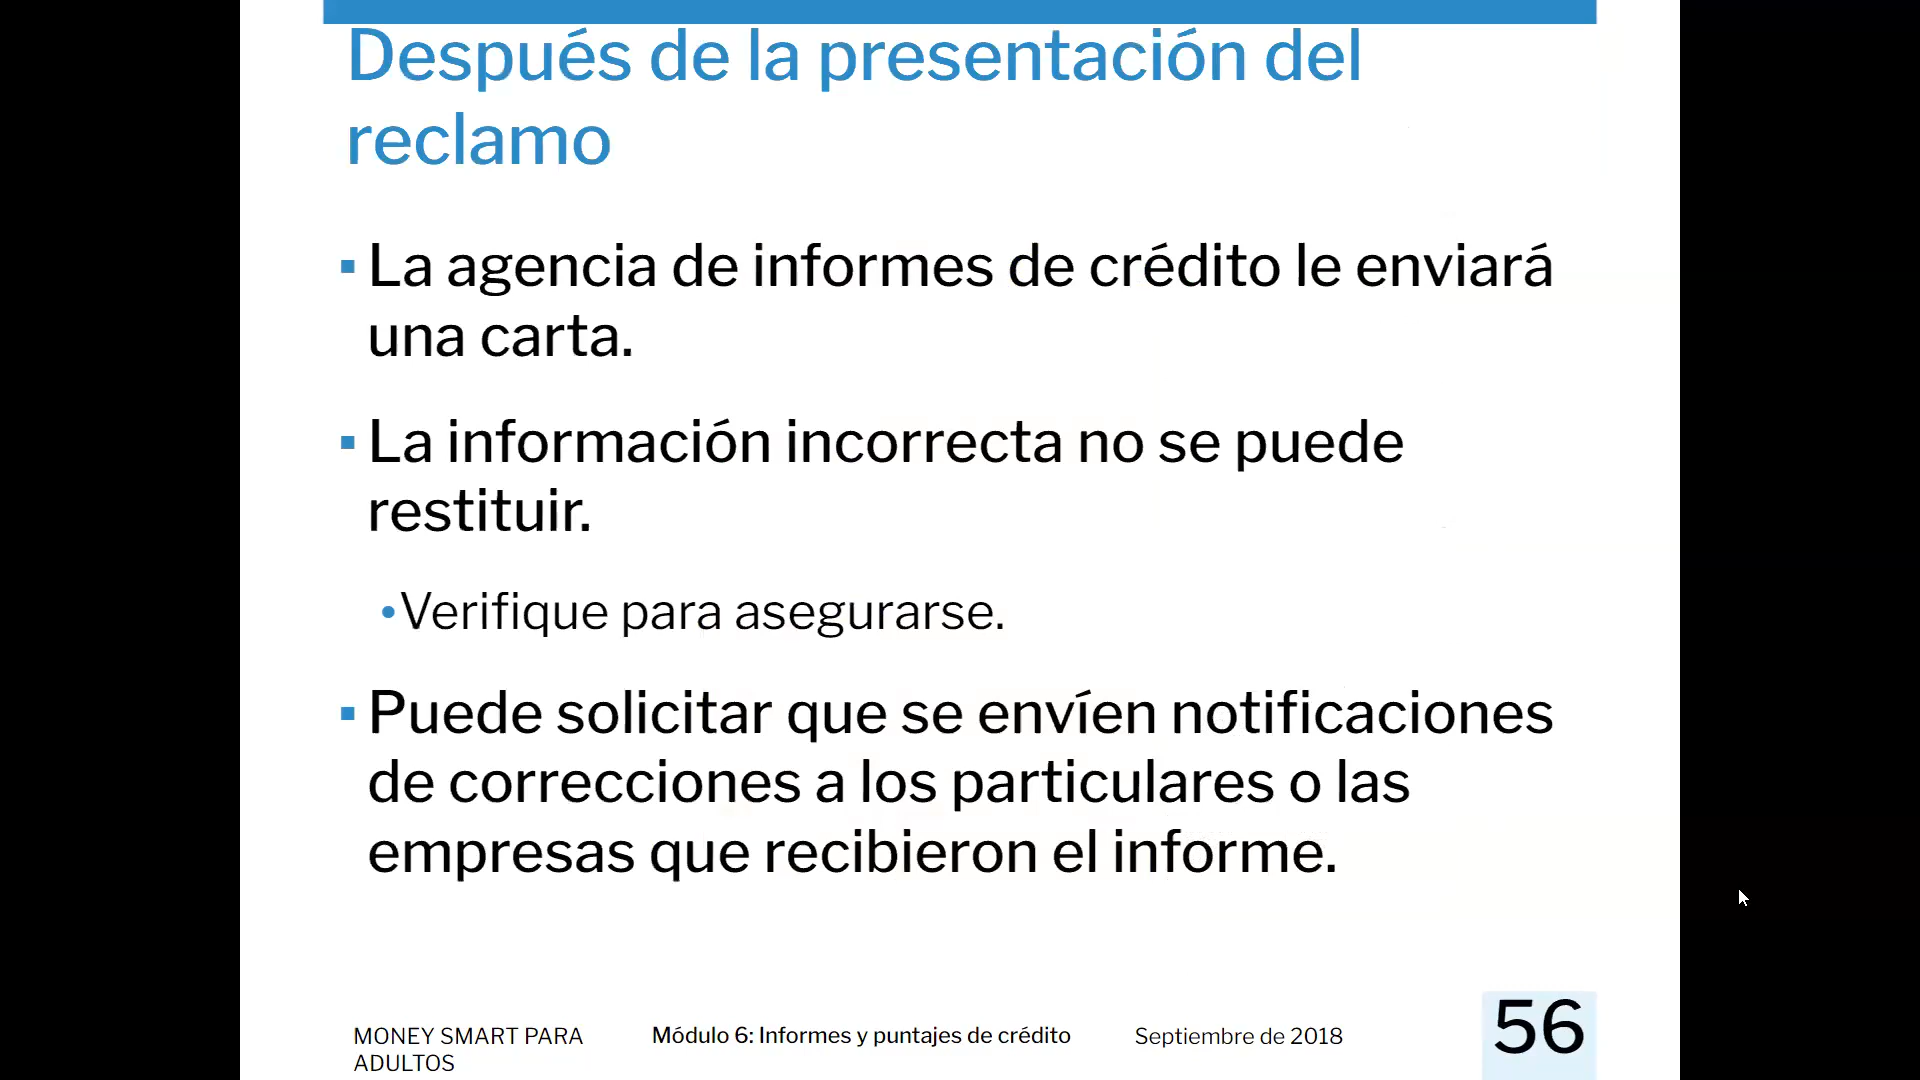 Después de la presentación del
reclamo
▪ La agencia de informes de crédito le enviará
una carta.
▪ La información incorrecta no se puede
restituir.
•Verifique para asegurarse.
▪ Puede solicitar que se envíen notificaciones
de correcciones a los particulares o las
empresas que recibieron el informe.
MONEY SMART PARA
ADULTOS
Módulo 6: Informes y puntajes de crédito
Septiembre de 2018
56